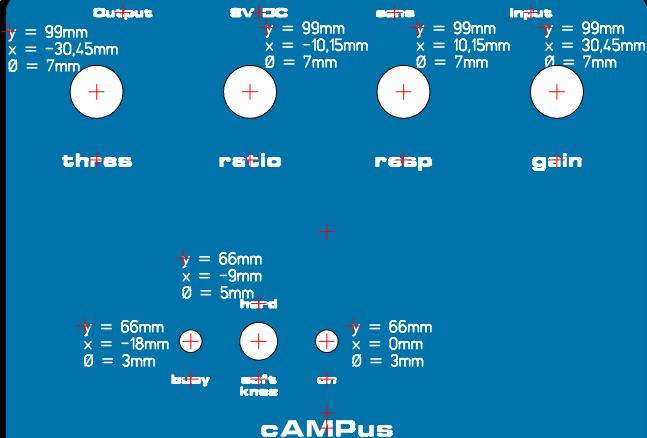 Output 9V DC sens Input
y = 99mm
x = -30,45mm
Ø = 7mm
y = 99mm
x = -10,15mm
Ø = 7mm
y = 99mm
x = 10,15mm
Ø = 7mm
y = 99mm
x = 30,45mm
Ø = 7mm
thres ratio resp gain
y = 66mm
x = -9mm
Ø = 5mm
hard
y = 66mm
x = -18mm
Ø = 3mm
y = 66mm
x = 0mm
Ø = 3mm
busy soft on
knee
cAMPus